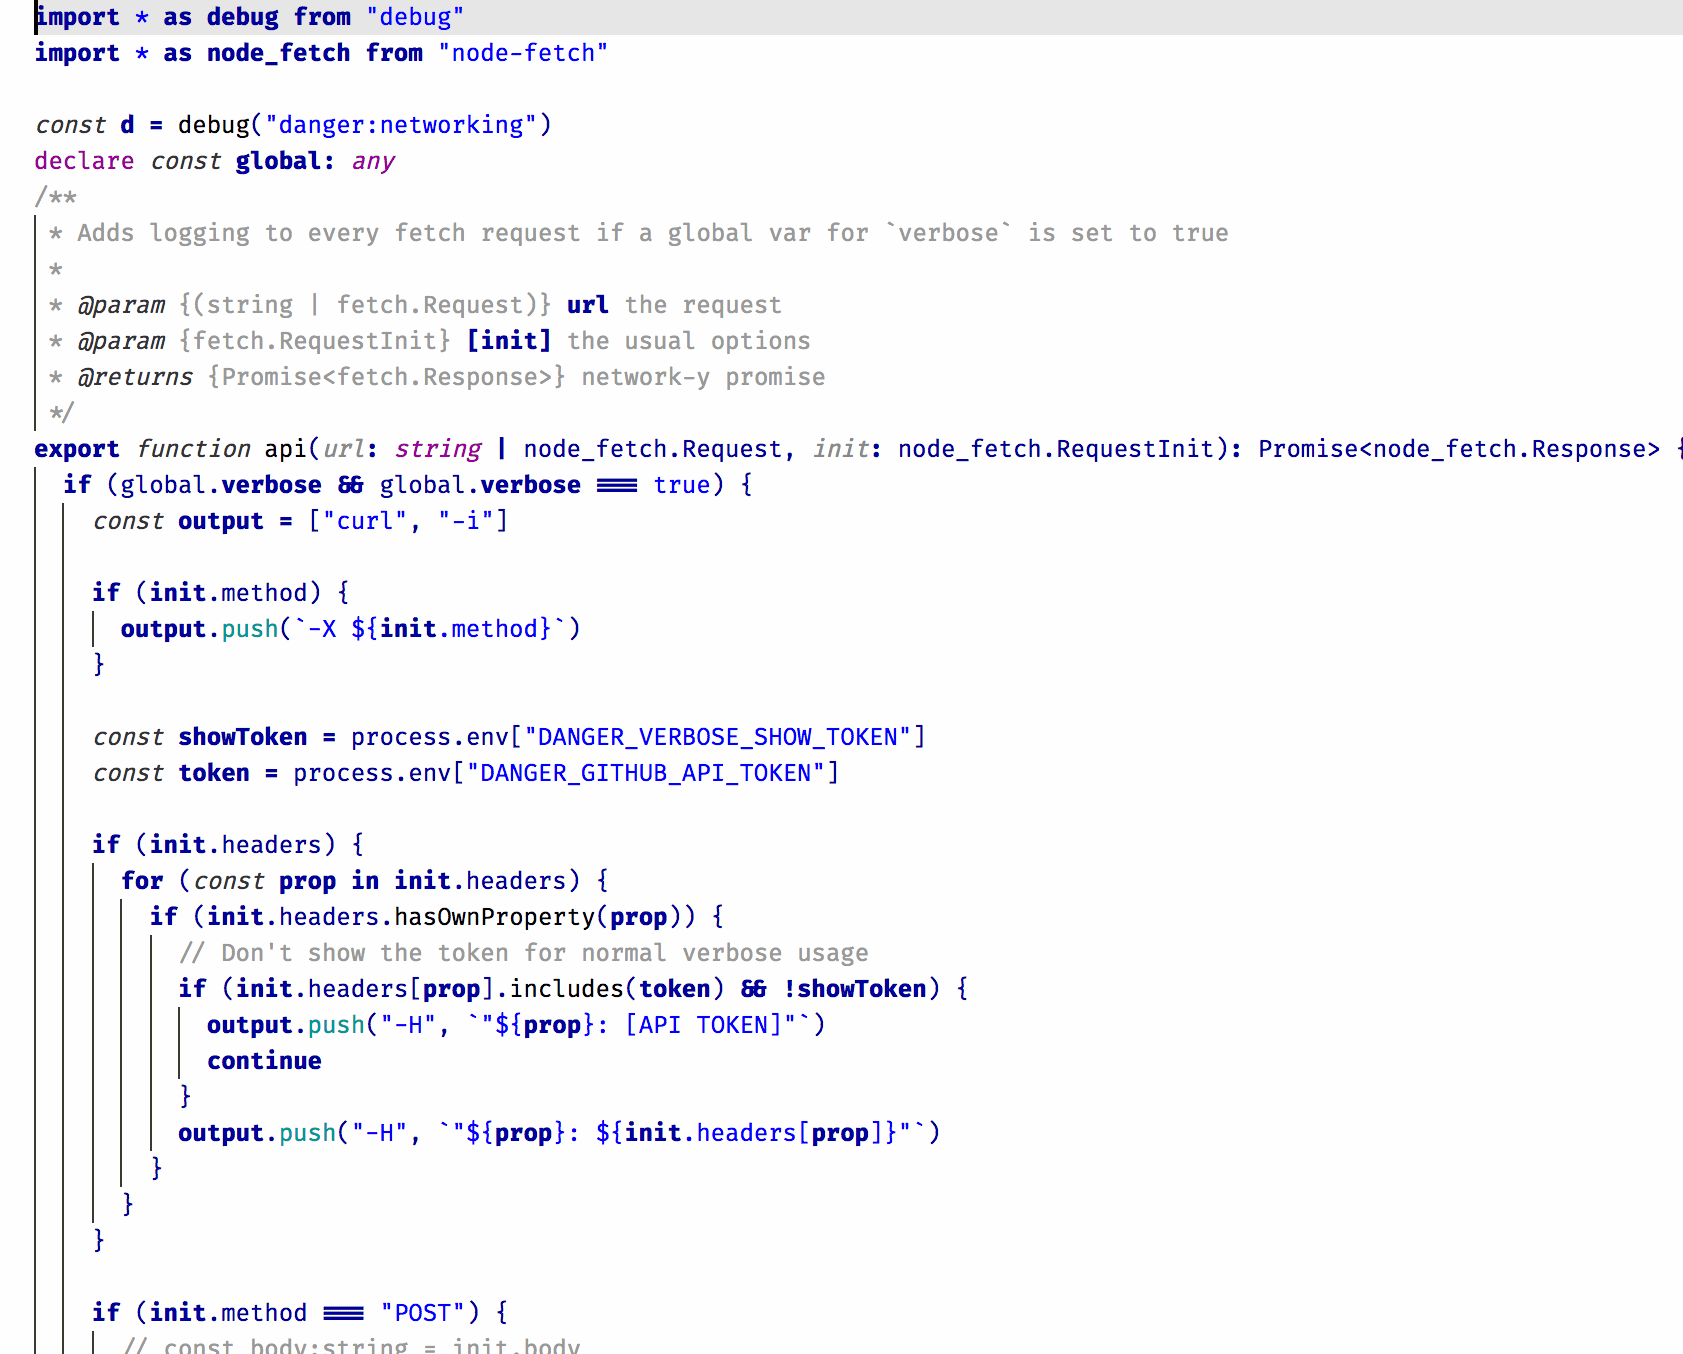 import * as debug from "debug"
import * as node_fetch from "node-fetch"

const d = debug("danger:networking")
declare const global: any
/**
 * Adds logging to every fetch request if a global var for `verbose` is set to true
 *
 * @param {(string | fetch.Request)} url the request
 * @param {fetch.RequestInit} [init] the usual options
 * @returns {Promise<fetch.Response>} network-y promise
 */
export function api(url: string | node_fetch.Request, init: node_fetch.RequestInit): Promise<node_fetch.Response> {
  if (global.verbose && global.verbose === true) {
    const output = ["curl", "-i"]

    if (init.method) {
      output.push(`-X ${init.method}`)
    }

    const showToken = process.env["DANGER_VERBOSE_SHOW_TOKEN"]
    const token = process.env["DANGER_GITHUB_API_TOKEN"]

    if (init.headers) {
      for (const prop in init.headers) {
        if (init.headers.hasOwnProperty(prop)) {
          // Don't show the token for normal verbose usage
          if (init.headers[prop].includes(token) && !showToken) {
            output.push("-H", `"${prop}: [API TOKEN]"`)
            continue
          }
          output.push("-H", `"${prop}: ${init.headers[prop]}"`)
        }
      }
    }

    if (init.method === "POST") {
      // const body:string = init.body